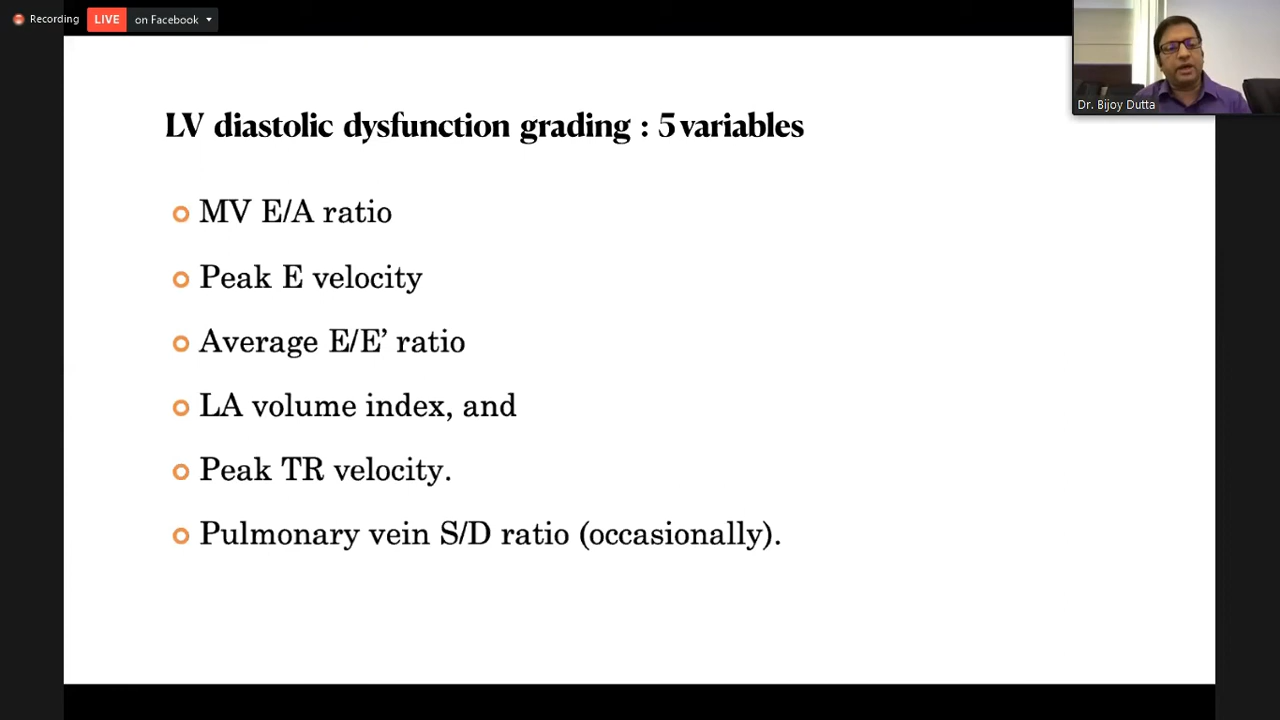 Recording
LIVE on Facebook
Dr. Bijoy Dutta
LV diastolic dysfunction grading : 5 variables
MV E/A ratio
Peak E velocity
Average E/E’ ratio
LA volume index, and
Peak TR velocity.
Pulmonary vein S/D ratio (occasionally).